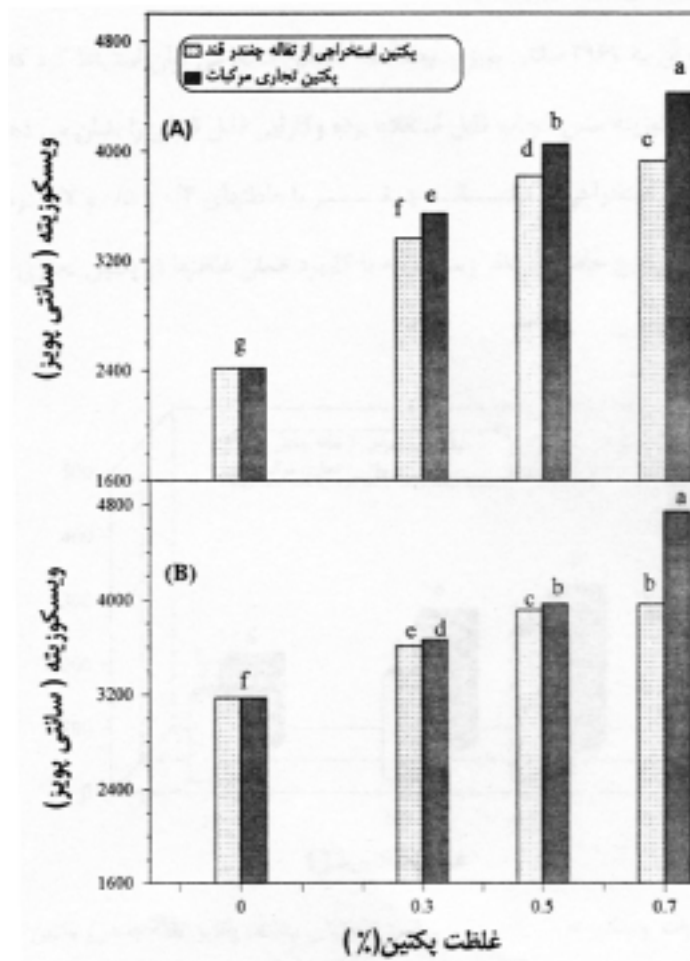 4800
پکتین استخراجی از تفاله چغندر قند
پکتین تجاری مرکبات
(A)
a
b
d
c
4000
f
e
3200
g
2400
1600
ویسکوزیته (سانتی پویز)
4800
a
(B)
4000
e
d
c
b
b
3200
f
2400
1600
ویسکوزیته (سانتی پویز)
0 0.3 0.5 0.7
غلظت پکتین(٪)